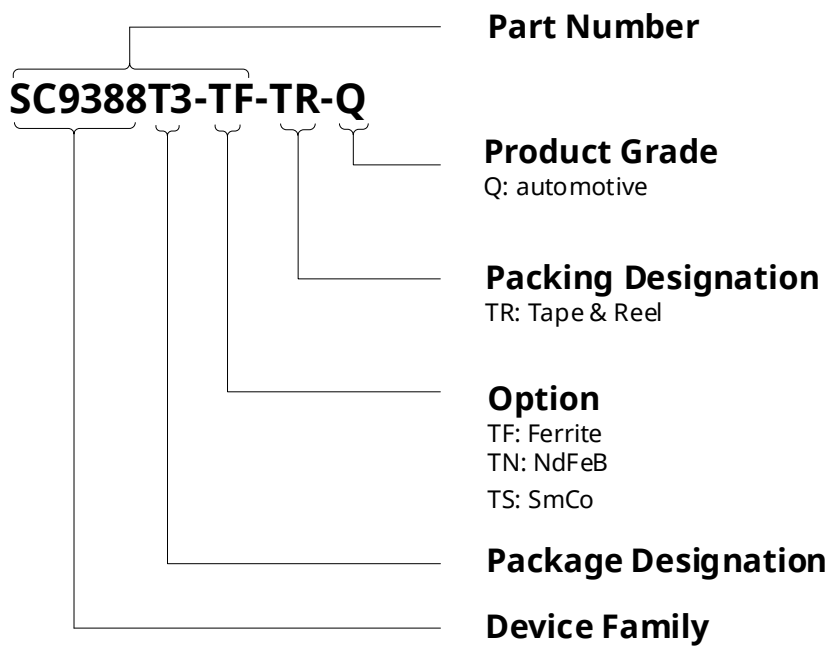 Part Number
SC9388T3-TF-TR-Q
Product Grade
Q: automotive
Packing Designation
TR: Tape & Reel
Option
TF: Ferrite
TN: NdFeB
TS: SmCo
Package Designation
Device Family